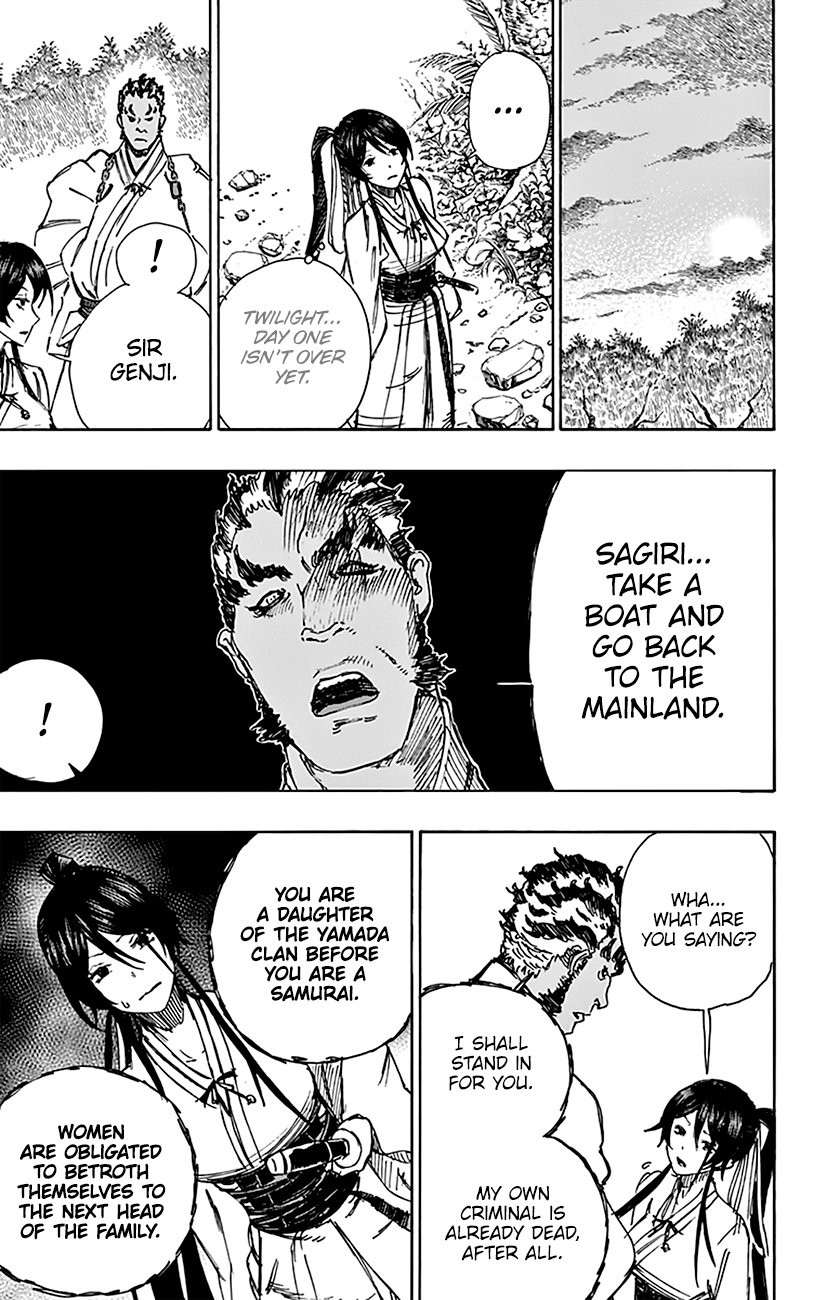 ...
TWILIGHT...
DAY ONE
ISN'T OVER
YET.
!
SIR
GENJI.
SAGIRI...
TAKE A
BOAT AND
GO BACK
TO THE
MAINLAND.
!
WHA...
WHAT ARE
YOU SAYING?
I SHALL
STAND IN
FOR YOU.
MY OWN
CRIMINAL IS
ALREADY DEAD,
AFTER ALL.
YOU ARE
A DAUGHTER
OF THE YAMADA
CLAN BEFORE
YOU ARE A
SAMURAI.
WOMEN
ARE OBLIGATED
TO BETROTH
THEMSELVES TO
THE NEXT HEAD
OF THE FAMILY.